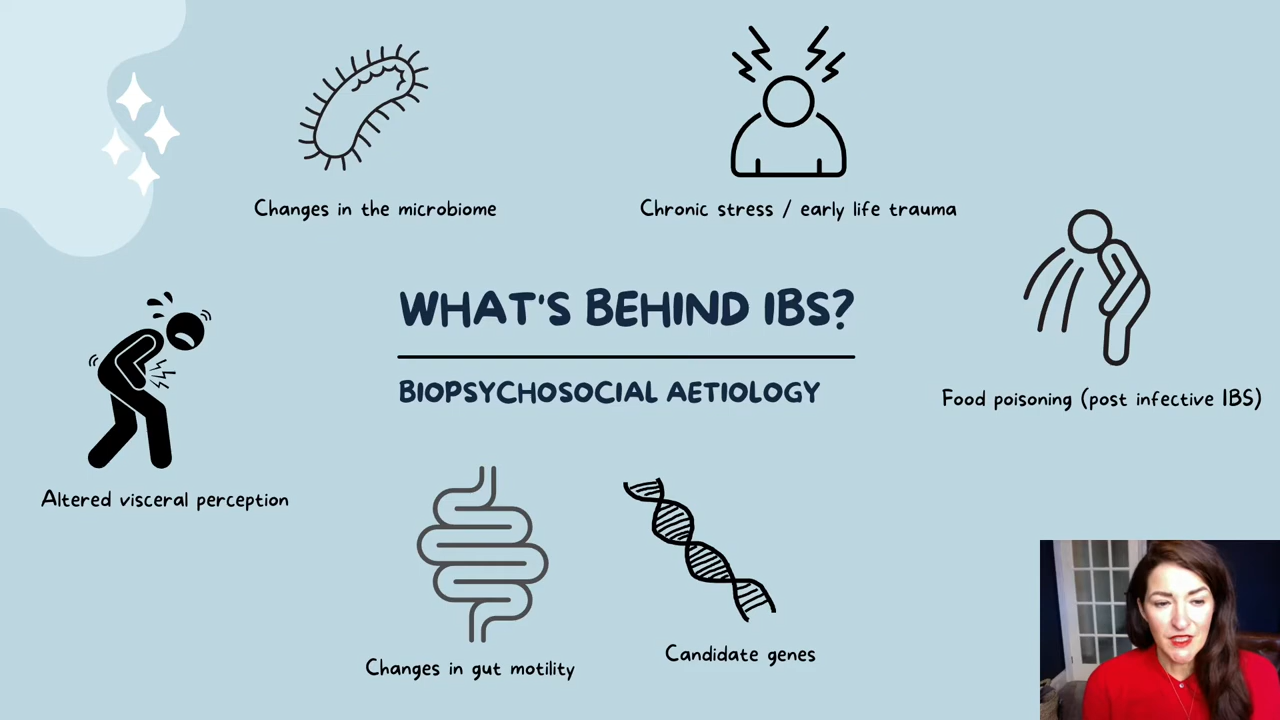 Changes in the microbiome
Chronic stress / early life trauma
WHAT'S BEHIND IBS?
BIOPSYCHOSOCIAL AETIOLOGY
Food poisoning (post infective IBS)
Altered visceral perception
Changes in gut motility
Candidate genes